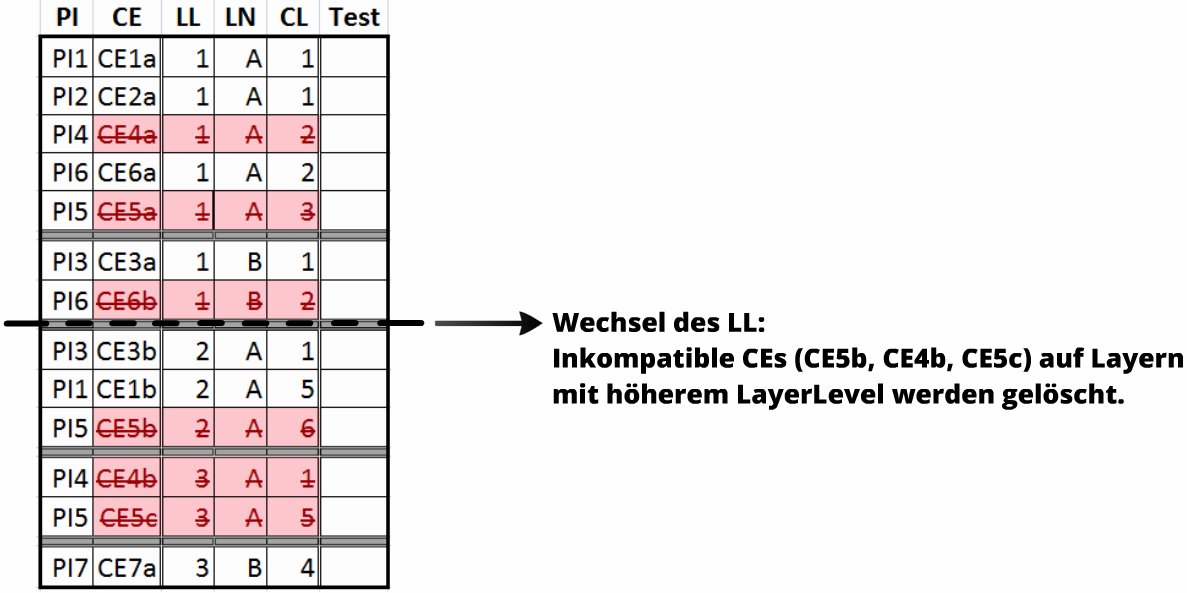 PI CE LL LN CL Test
PI1 CE1a 1 A 1
PI2 CE2a 1 A 1
PI4 CE4a 1 A 2
PI6 CE6a 1 A 2
PI5 CE5a 1 A 3
PI3 CE3a 1 B 1
PI6 CE6b 1 B 2
PI3 CE3b 2 A 1
PI1 CE1b 2 A 5
PI5 CE5b 2 A 6
PI4 CE4b 3 A 1
PI5 CE5c 3 A 5
PI7 CE7a 3 B 4
Wechsel des LL:
Inkompatible CEs (CE5b, CE4b, CE5c) auf Layern
mit höherem LayerLevel werden gelöscht.